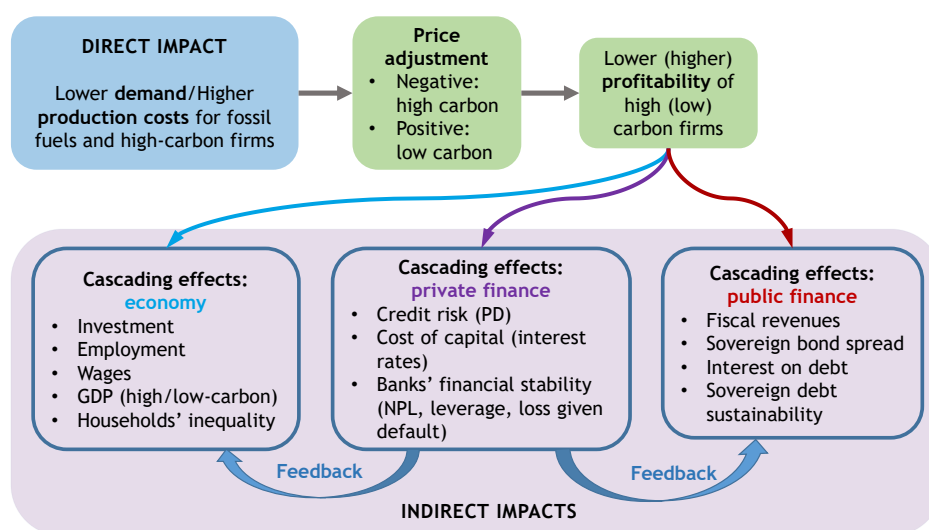 DIRECT IMPACT
Lower demand/Higher
production costs for fossil
fuels and high-carbon firms
Price
adjustment
• Negative:
high carbon
• Positive:
low carbon
Lower (higher)
profitability of
high (low)
carbon firms
Cascading effects:
economy
• Investment
• Employment
• Wages
• GDP (high/low-carbon)
• Households’ inequality
Cascading effects:
private finance
• Credit risk (PD)
• Cost of capital (interest
rates)
• Banks’ financial stability
(NPL, leverage, loss given
default)
Cascading effects:
public finance
• Fiscal revenues
• Sovereign bond spread
• Interest on debt
• Sovereign debt
sustainability
Feedback
Feedback
INDIRECT IMPACTS